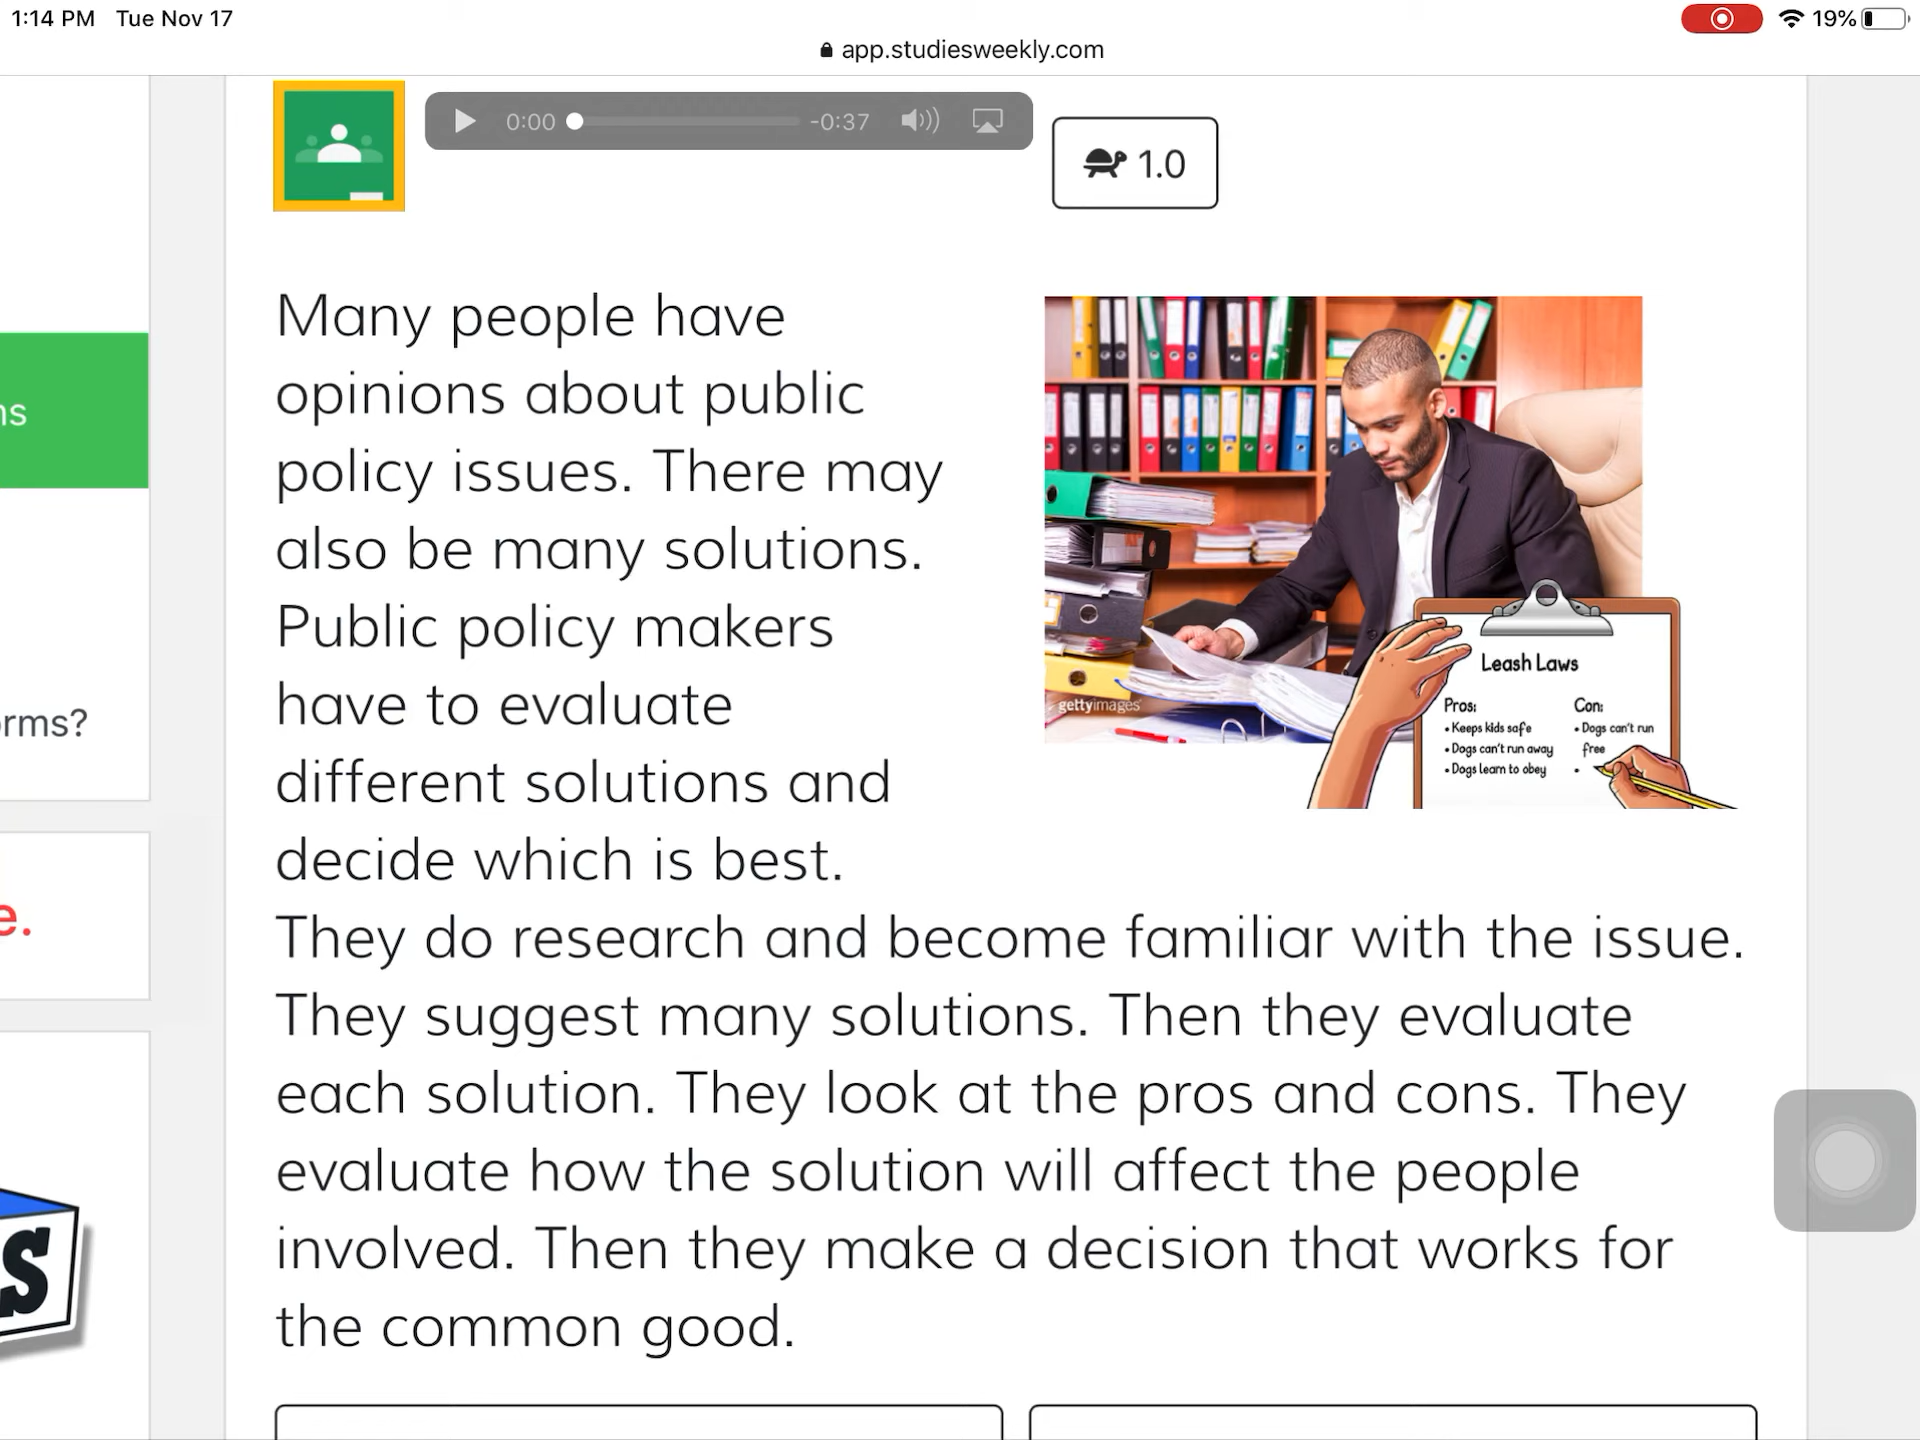 1:14 PM Tue Nov 17
19%
app.studiesweekly.com
0:00
-0:37
1.0
Many people have
opinions about public
policy issues. There may
also be many solutions.
Public policy makers
have to evaluate
different solutions and
decide which is best.
They do research and become familiar with the issue.
They suggest many solutions. Then they evaluate
each solution. They look at the pros and cons. They
evaluate how the solution will affect the people
involved. Then they make a decision that works for
the common good.
gettyimages
Leash Laws
Pros:
• Keeps kids safe
• Dogs can't run away
• Dogs learn to obey
Con:
• Dogs can't run
free
•
ns
orms?
e.
S